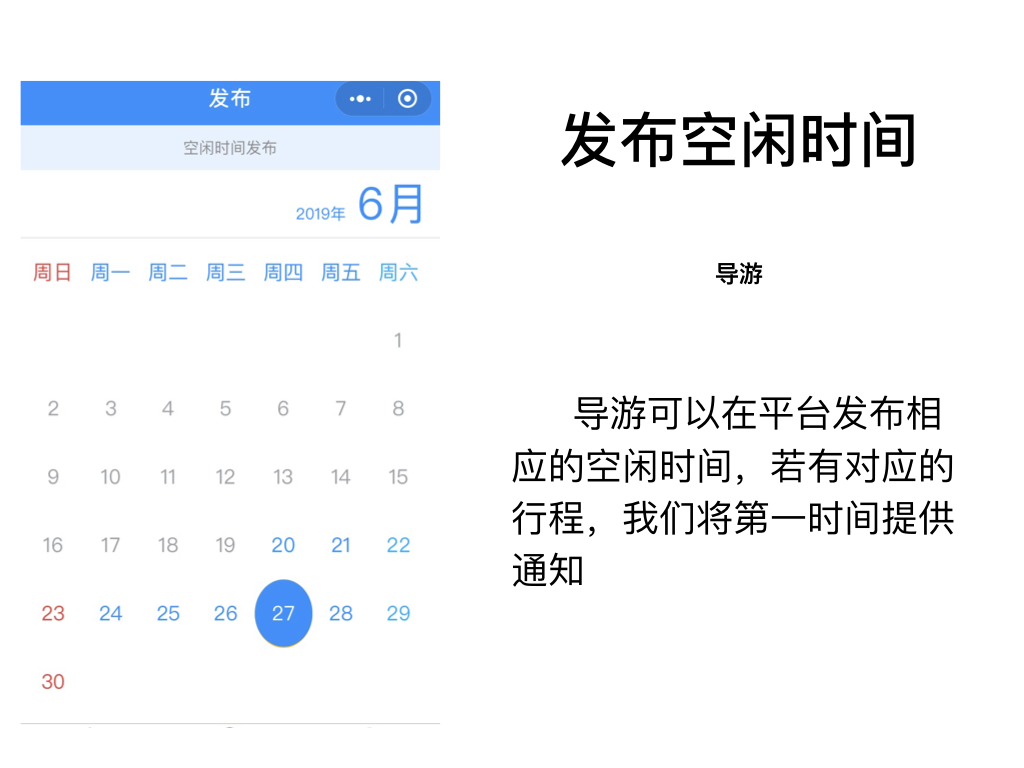 发布
空闲时间发布
2019年 6月
周日 周一 周二 周三 周四 周五 周六
1
2 3 4 5 6 7 8
9 10 11 12 13 14 15
16 17 18 19 20 21 22
23 24 25 26 27 28 29
30
发布空闲时间
导游
导游可以在平台发布相
应的空闲时间，若有对应的
行程，我们将第一时间提供
通知